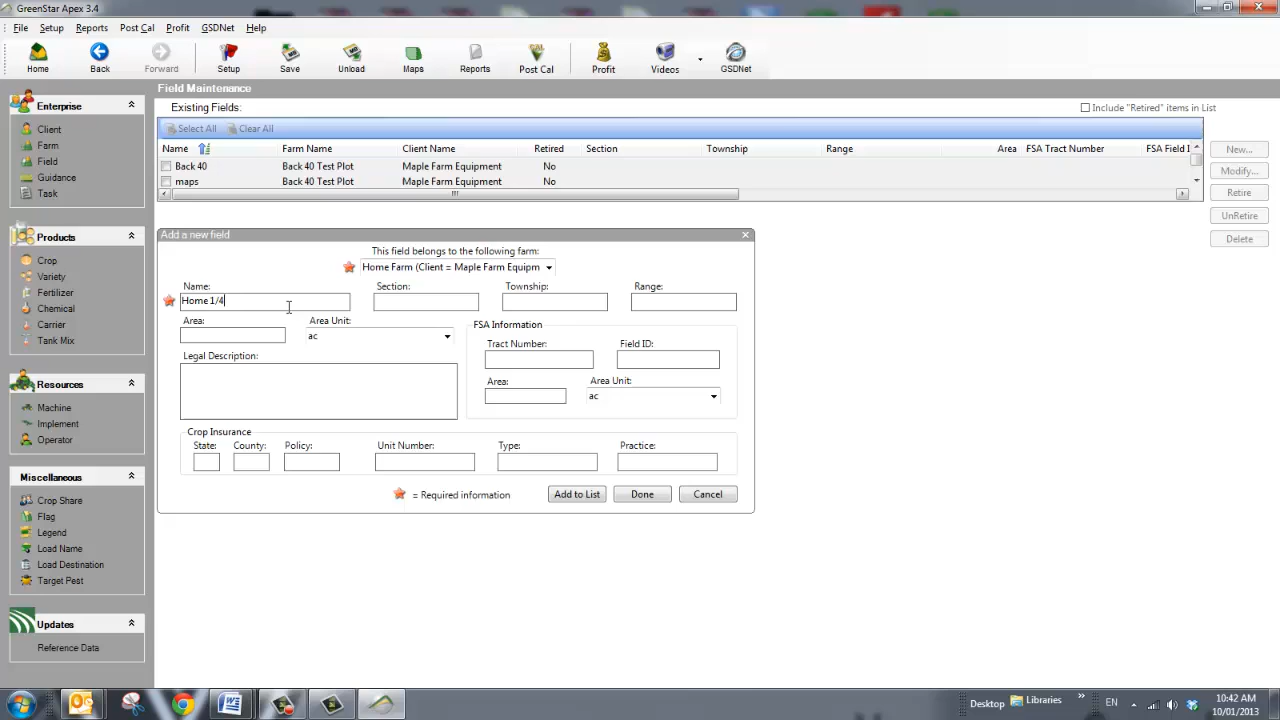 GreenStar Apex 3.4
File Setup Reports Post Cal Profit GSDNet Help
Home Back Forward Setup Save Unload Maps Reports Post Cal Profit Videos GSDNet
Enterprise
Client
Farm
Field
Guidance
Task
Products
Crop
Variety
Fertilizer
Chemical
Carrier
Tank Mix
Resources
Machine
Implement
Operator
Miscellaneous
Crop Share
Flag
Legend
Load Name
Load Destination
Target Pest
Updates
Reference Data
Field Maintenance
Existing Fields:
Include "Retired" items in List
Select All Clear All
Name Farm Name Client Name Retired Section Township Range Area FSA Tract Number FSA Field I
Back 40 Back 40 Test Plot Maple Farm Equipment No
maps Back 40 Test Plot Maple Farm Equipment No
New...
Modify...
Retire
UnRetire
Delete
Add a new field
This field belongs to the following farm:
Home Farm (Client = Maple Farm Equipm
Name: Section: Township: Range:
Home 1/4
Area: Area Unit:
ac
Legal Description:
FSA Information
Tract Number: Field ID:
Area: Area Unit:
ac
Crop Insurance
State: County: Policy: Unit Number: Type: Practice:
= Required information
Add to List Done Cancel
Desktop Libraries EN
10:42 AM
10/01/2013